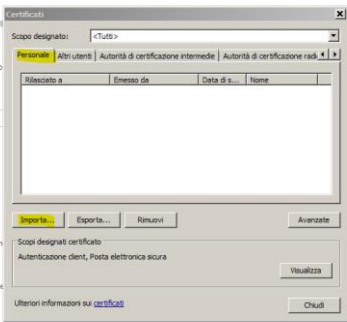 Certificati
Scopo designato: <Tutti>
Personale Altri utenti Autorità di certificazione intermedie Autorità di certificazione radi
Rilasciato a Emesso da Data di s... Nome
Importa... Esporta... Rimuovi Avanzate
Scopi designati certificato
Autenticazione client, Posta elettronica sicura
Visualizza
Ulteriori informazioni sui certificati
Chiudi